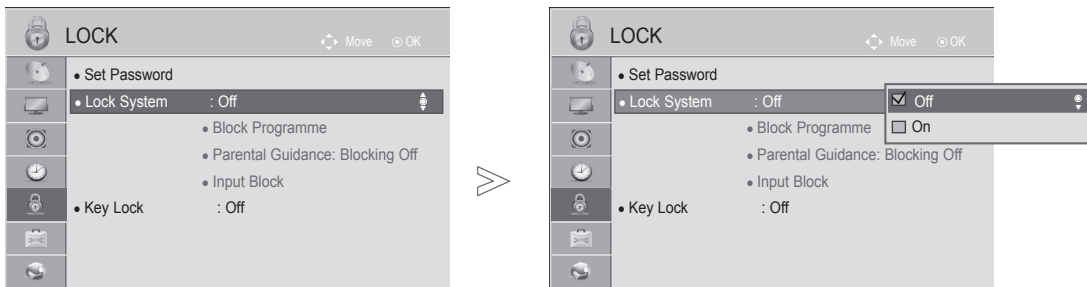 LOCK
Move OK
• Set Password
• Lock System : Off
• Block Programme
• Parental Guidance: Blocking Off
• Input Block
• Key Lock : Off
LOCK
Move OK
• Set Password
• Lock System : Off
Off
On
• Block Programme
• Parental Guidance: Blocking Off
• Input Block
• Key Lock : Off